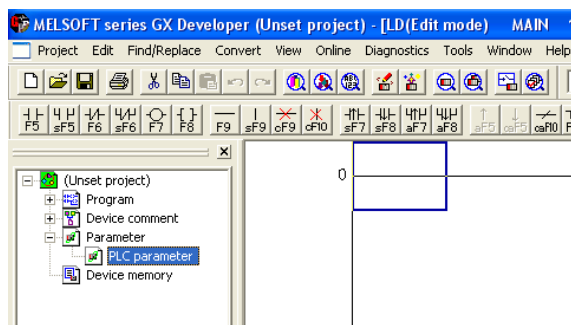 MELSOFT series GX Developer (Unset project) - [LD(Edit mode) MAIN
Project Edit Find/Replace Convert View Online Diagnostics Tools Window Help
F5 sF5 F6 sF6 F7 F8 F9 sF9 cF9 cF10 sF7 sF8 aF7 aF8 aF5 caF5 caF10
0
(Unset project)
Program
Device comment
Parameter
PLC parameter
Device memory